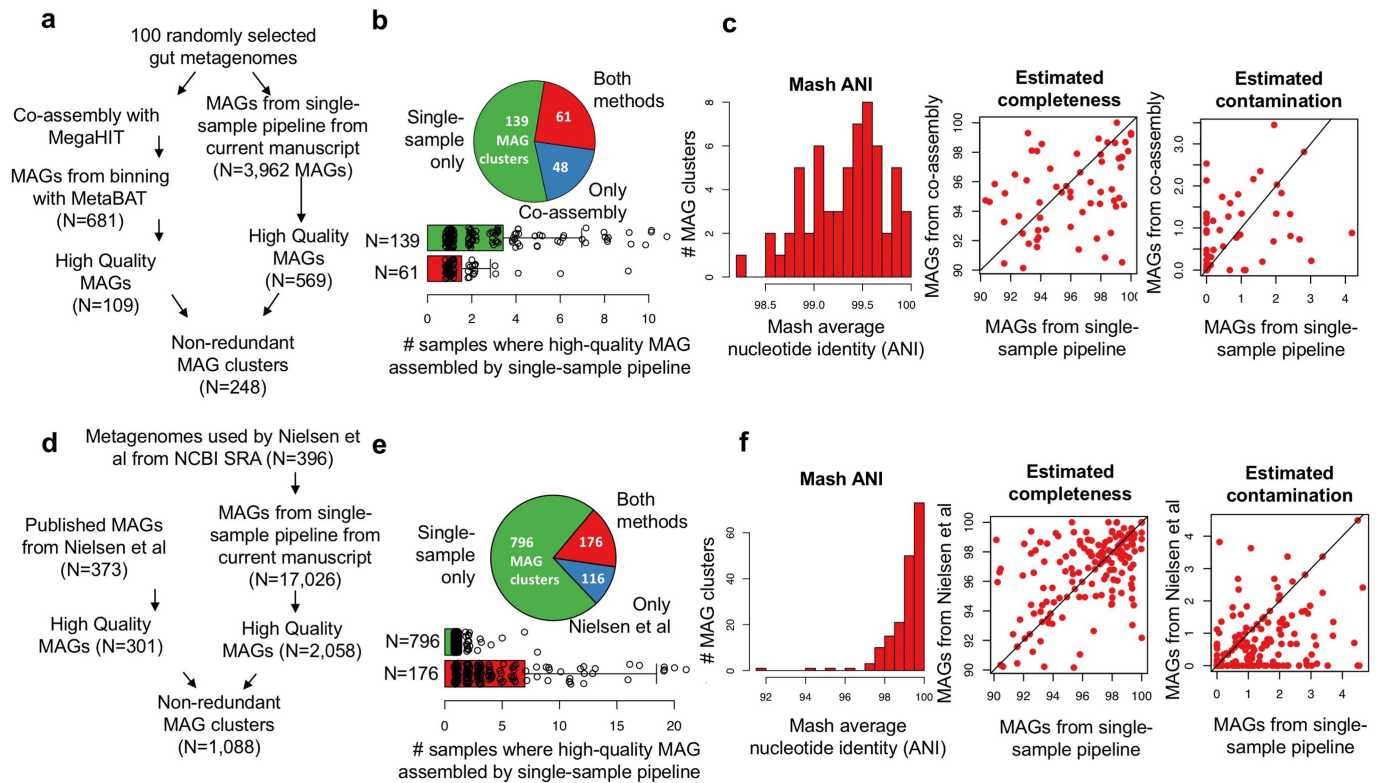 a
100 randomly selected
gut metagenomes
Co-assembly with
MegaHIT
MAGs from binning
with MetaBAT
(N=681)
High Quality
MAGs
(N=109)
MAGs from single-
sample pipeline from
current manuscript
(N=3,962 MAGs)
High Quality
MAGs
(N=569)
Non-redundant
MAG clusters
(N=248)
b
Single-
sample
only
139
MAG
clusters
61
48
Both
methods
Only
Co-assembly
N=139
N=61
0 2 4 6 8 10
# samples where high-quality MAG
assembled by single-sample pipeline
c
Mash ANI
# MAG clusters
0 2 4 6 8
98.5 99.0 99.5 100
Mash average
nucleotide identity (ANI)
Estimated
completeness
MAGs from co-assembly
90 92 94 96 98 100
90 92 94 96 98 100
MAGs from single-
sample pipeline
Estimated
contamination
MAGs from co-assembly
0.0 1.0 2.0 3.0
0 1 2 3 4
MAGs from single-
sample pipeline
d
Metagenomes used by Nielsen et
al from NCBI SRA (N=396)
Published MAGs
from Nielsen et al
(N=373)
High Quality
MAGs (N=301)
MAGs from single-
sample pipeline from
current manuscript
(N=17,026)
High Quality
MAGs (N=2,058)
Non-redundant
MAG clusters
(N=1,088)
e
Single-
sample
only
796
MAG
clusters
176
116
Both
methods
Only
Nielsen et al
N=796
N=176
0 5 10 15 20
# samples where high-quality MAG
assembled by single-sample pipeline
f
Mash ANI
# MAG clusters
0 20 40 60
92 94 96 98 100
Mash average
nucleotide identity (ANI)
Estimated
completeness
MAGs from Nielsen et al
90 92 94 96 98 100
90 92 94 96 98 100
MAGs from single-
sample pipeline
Estimated
contamination
MAGs from Nielsen et al
0 1 2 3 4
0 1 2 3 4
MAGs from single-
sample pipeline